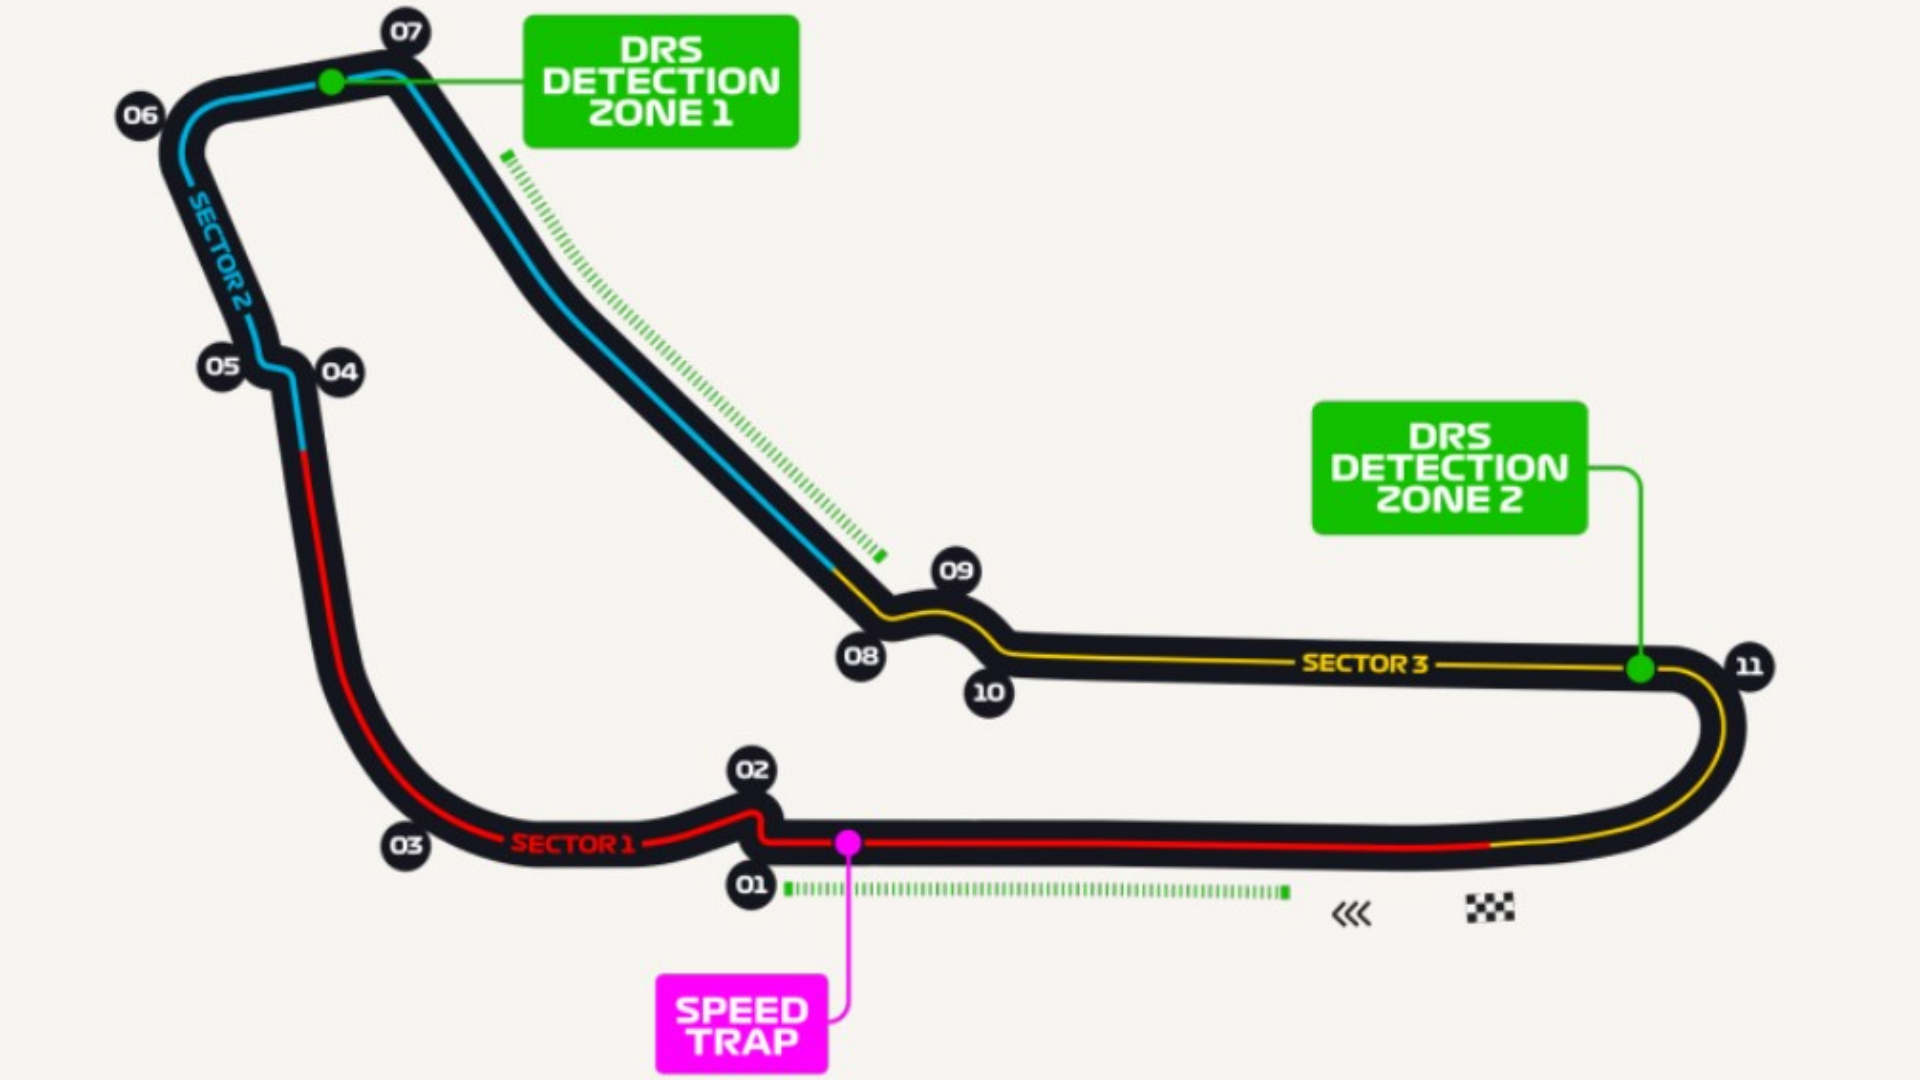 07
DRS
DETECTION
ZONE 1
06
SECTOR 2
05
04
DRS
DETECTION
ZONE 2
09
08
10
SECTOR 3
11
02
03
SECTOR 1
01
SPEED
TRAP